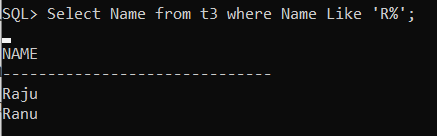 SQL> Select Name from t3 where Name Like 'R%';
NAME
------------------------------
Raju
Ranu